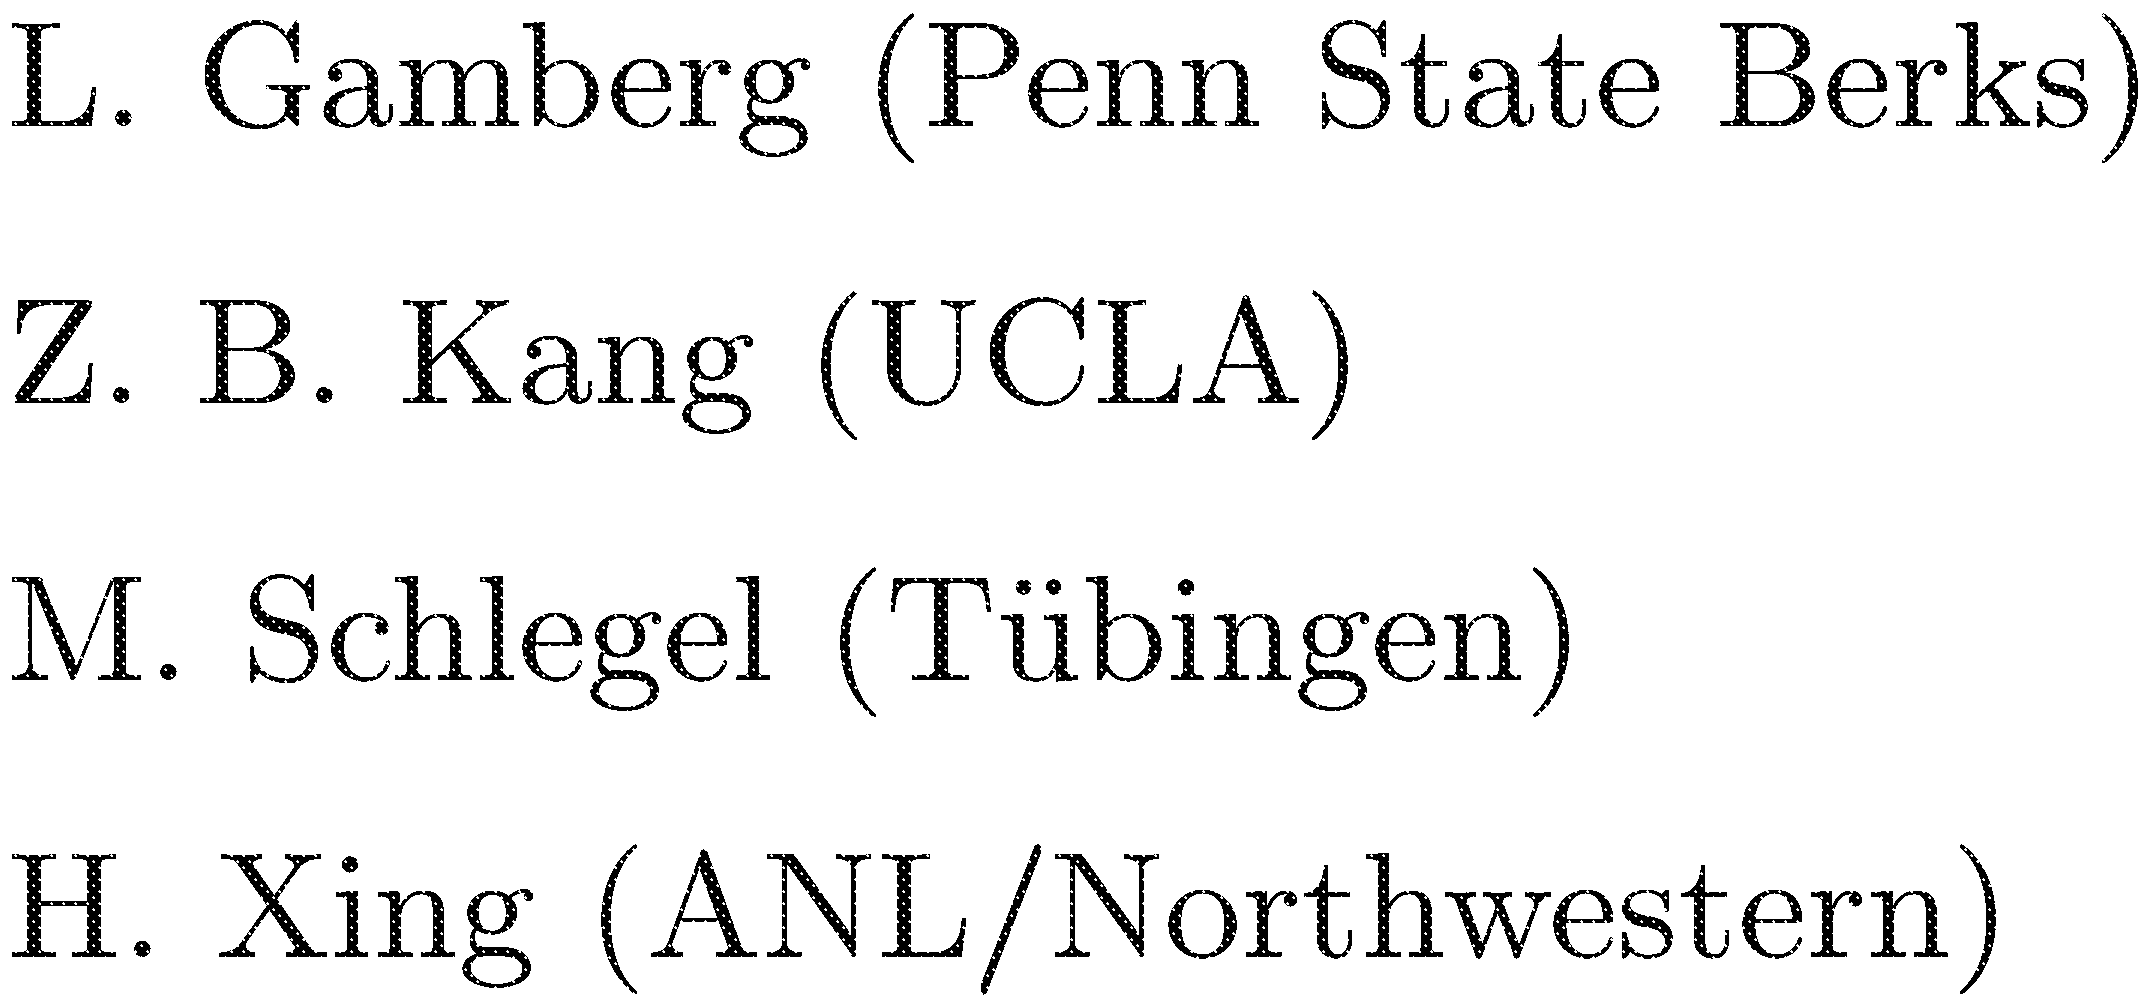 L. Gamberg (Penn State Berks)
Z. B. Kang (UCLA)
M. Schlegel (Tübingen)
H. Xing (ANL/Northwestern)